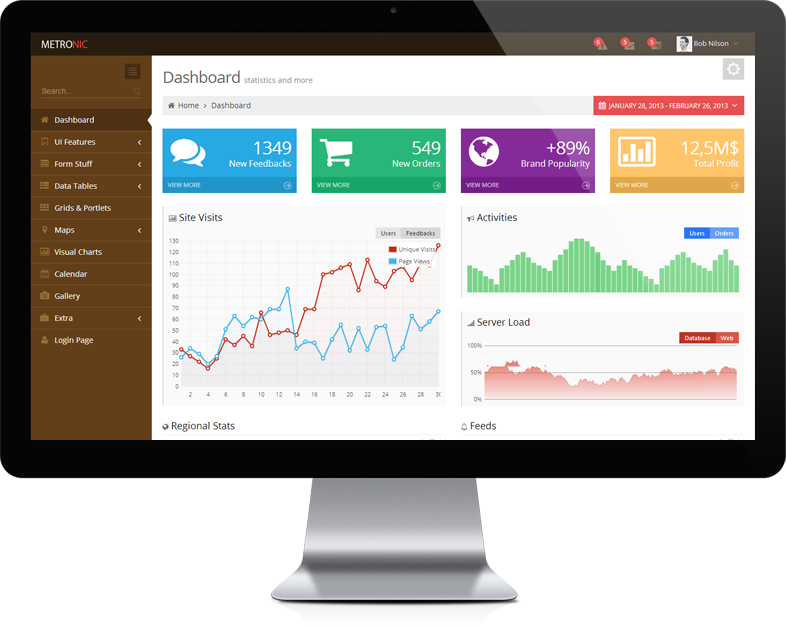 METRONIC
6
5
5
Bob Nilson
Search...
Dashboard
UI Features
Form Stuff
Data Tables
Grids & Portlets
Maps
Visual Charts
Calendar
Gallery
Extra
Login Page
Dashboard statistics and more
Home > Dashboard
JANUARY 28, 2013 - FEBRUARY 26, 2013
1349
New Feedbacks
VIEW MORE
549
New Orders
VIEW MORE
+89%
Brand Popularity
VIEW MORE
12,5M$
Total Profit
VIEW MORE
Site Visits
Users Feedbacks
Unique Visits
Page Views
130
120
110
100
90
80
70
60
50
40
30
20
10
0
2 4 6 8 10 12 14 16 18 20 22 24 26 28 30
Activities
Users Orders
Server Load
Database Web
100%
50%
0%
Regional Stats
Feeds